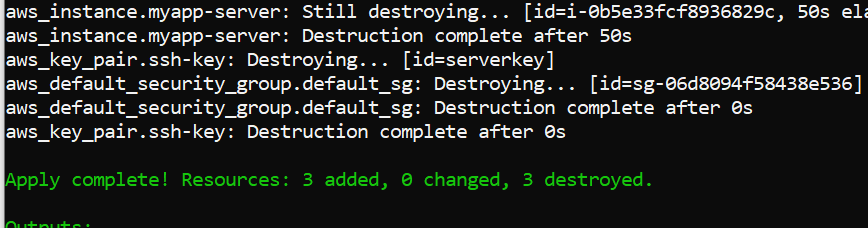 aws_instance.myapp-server: Still destroying... [id=i-0b5e33fcf8936829c, 50s ela
aws_instance.myapp-server: Destruction complete after 50s
aws_key_pair.ssh-key: Destroying... [id=serverkey]
aws_default_security_group.default_sg: Destroying... [id=sg-06d8094f58438e536]
aws_default_security_group.default_sg: Destruction complete after 0s
aws_key_pair.ssh-key: Destruction complete after 0s
Apply complete! Resources: 3 added, 0 changed, 3 destroyed.
Outputs: